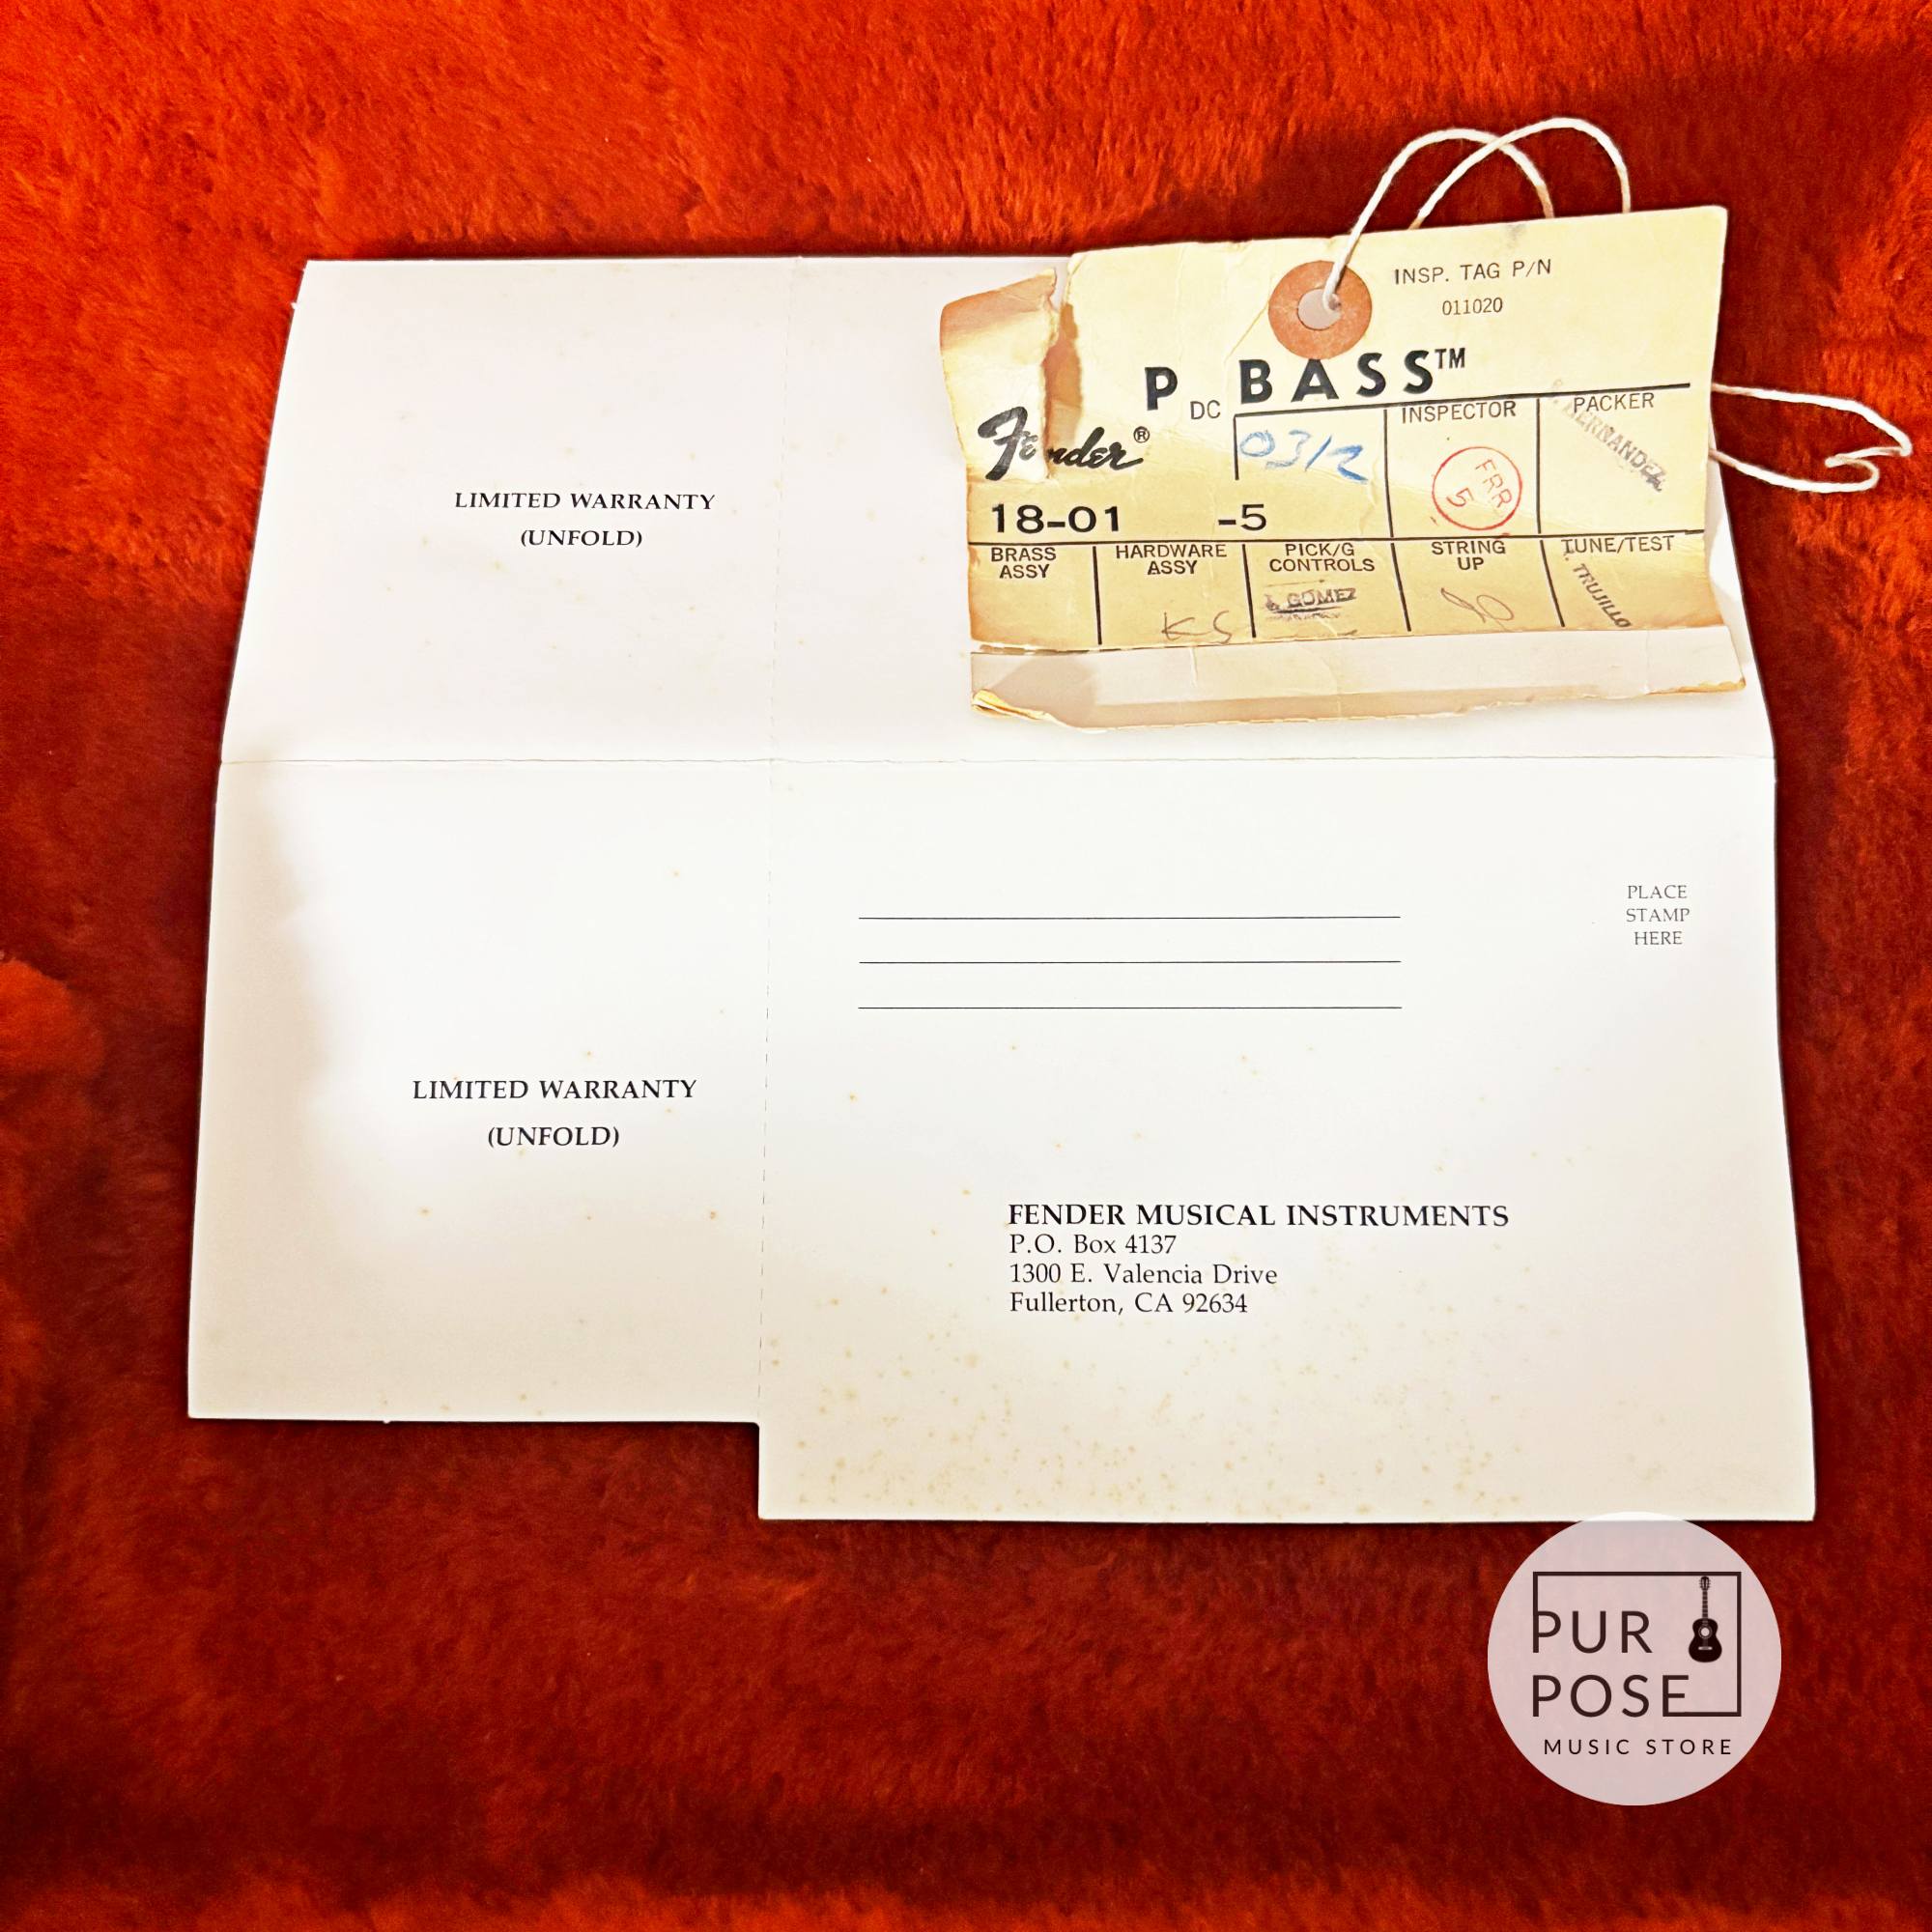 INSP. TAG P/N
011020
P DC BASS™
Fender®
0312
INSPECTOR
PACKER
FRR
5
18-01 -5
BRASS
ASSY
HARDWARE
ASSY
KS
PICK/G
CONTROLS
GOMEZ
STRING
UP
TUNE/TEST
TRUJILLO
LIMITED WARRANTY
(UNFOLD)
PLACE
STAMP
HERE
LIMITED WARRANTY
(UNFOLD)
FENDER MUSICAL INSTRUMENTS
P.O. Box 4137
1300 E. Valencia Drive
Fullerton, CA 92634
PUR
POSE
MUSIC STORE